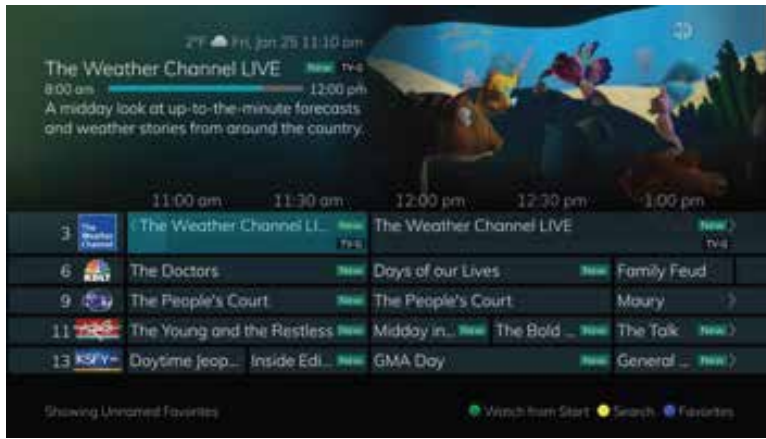 2°F Fri, Jan 25 11:10 am
The Weather Channel LIVE New TV-G
8:00 am 12:00 pm
A midday look at up-to-the-minute forecasts
and weather stories from around the country.
11:00 am 11:30 am 12:00 pm 12:30 pm 1:00 pm
3 The Weather Channel The Weather Channel LI... New TV-G The Weather Channel LIVE New TV-G
6 KDLT The Doctors New Days of our Lives New Family Feud
9 The People's Court The People's Court Maury
11 The Young and the Restless New Midday in... New The Bold ... New The Talk New
13 KSFY Daytime Jeop... Inside Edi... New GMA Day New General ... New
Showing Unnamed Favorites Watch from Start Search Favorites